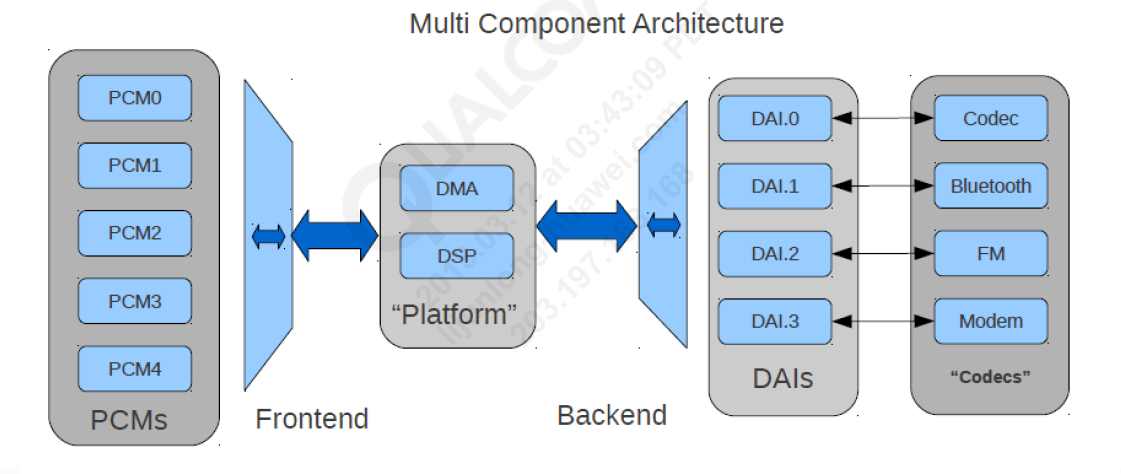 Multi Component Architecture
PCM0
PCM1
PCM2
PCM3
PCM4
PCMs
Frontend
DMA
DSP
“Platform”
Backend
DAI.0
DAI.1
DAI.2
DAI.3
DAIs
Codec
Bluetooth
FM
Modem
“Codecs”